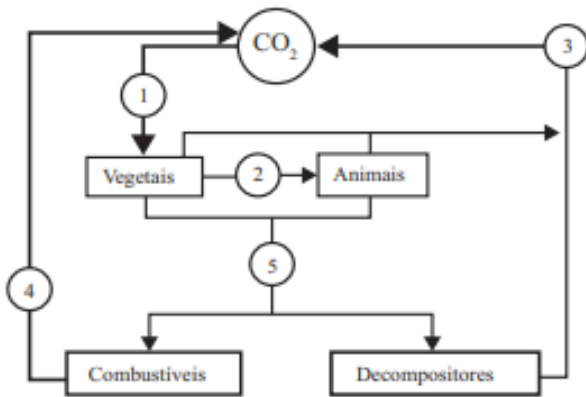 CO₂
3
1
Vegetais
2
Animais
5
4
Combustíveis
Decompositores